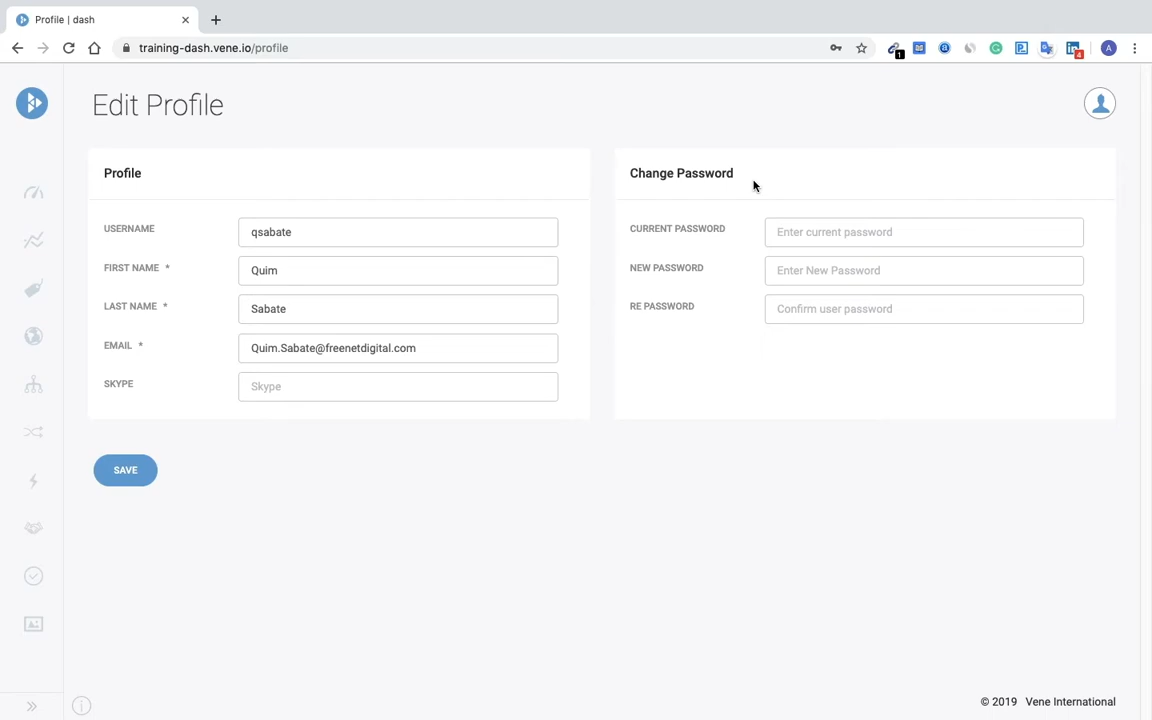 Profile | dash
training-dash.vene.io/profile
1
4
A
Edit Profile
Profile
USERNAME
qsabate
FIRST NAME *
Quim
LAST NAME *
Sabate
EMAIL *
Quim.Sabate@freenetdigital.com
SKYPE
Skype
SAVE
Change Password
CURRENT PASSWORD
Enter current password
NEW PASSWORD
Enter New Password
RE PASSWORD
Confirm user password
© 2019 Vene International